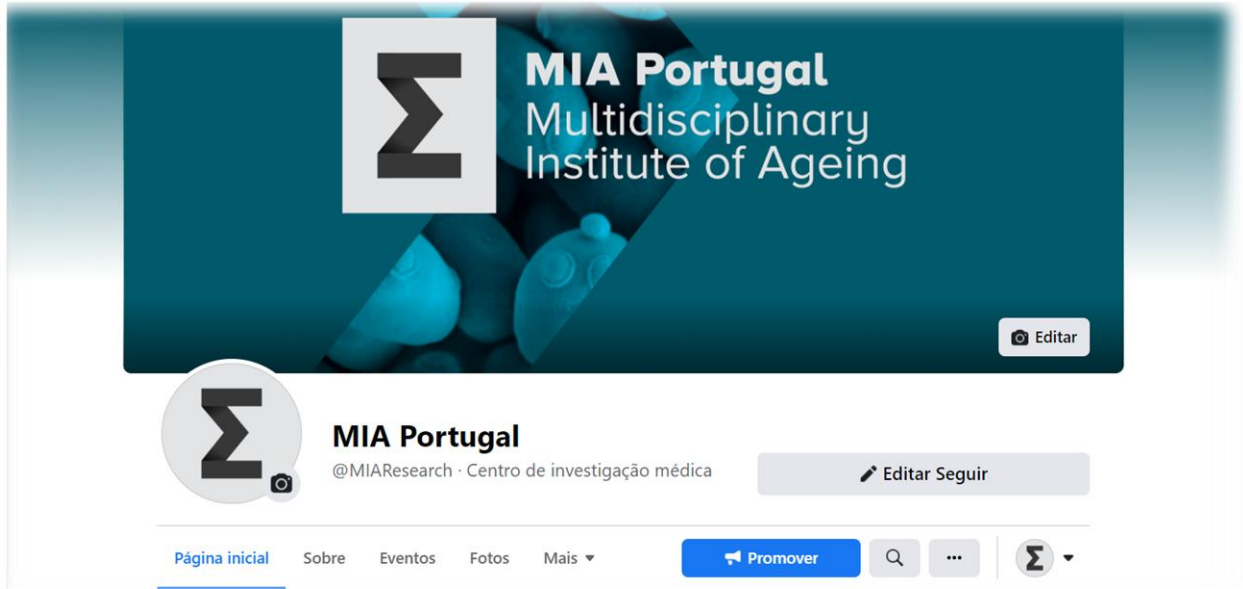 MIA Portugal
Multidisciplinary
Institute of Ageing
Editar
MIA Portugal
@MIAResearch · Centro de investigação médica
Editar Seguir
Página inicial Sobre Eventos Fotos Mais Promover